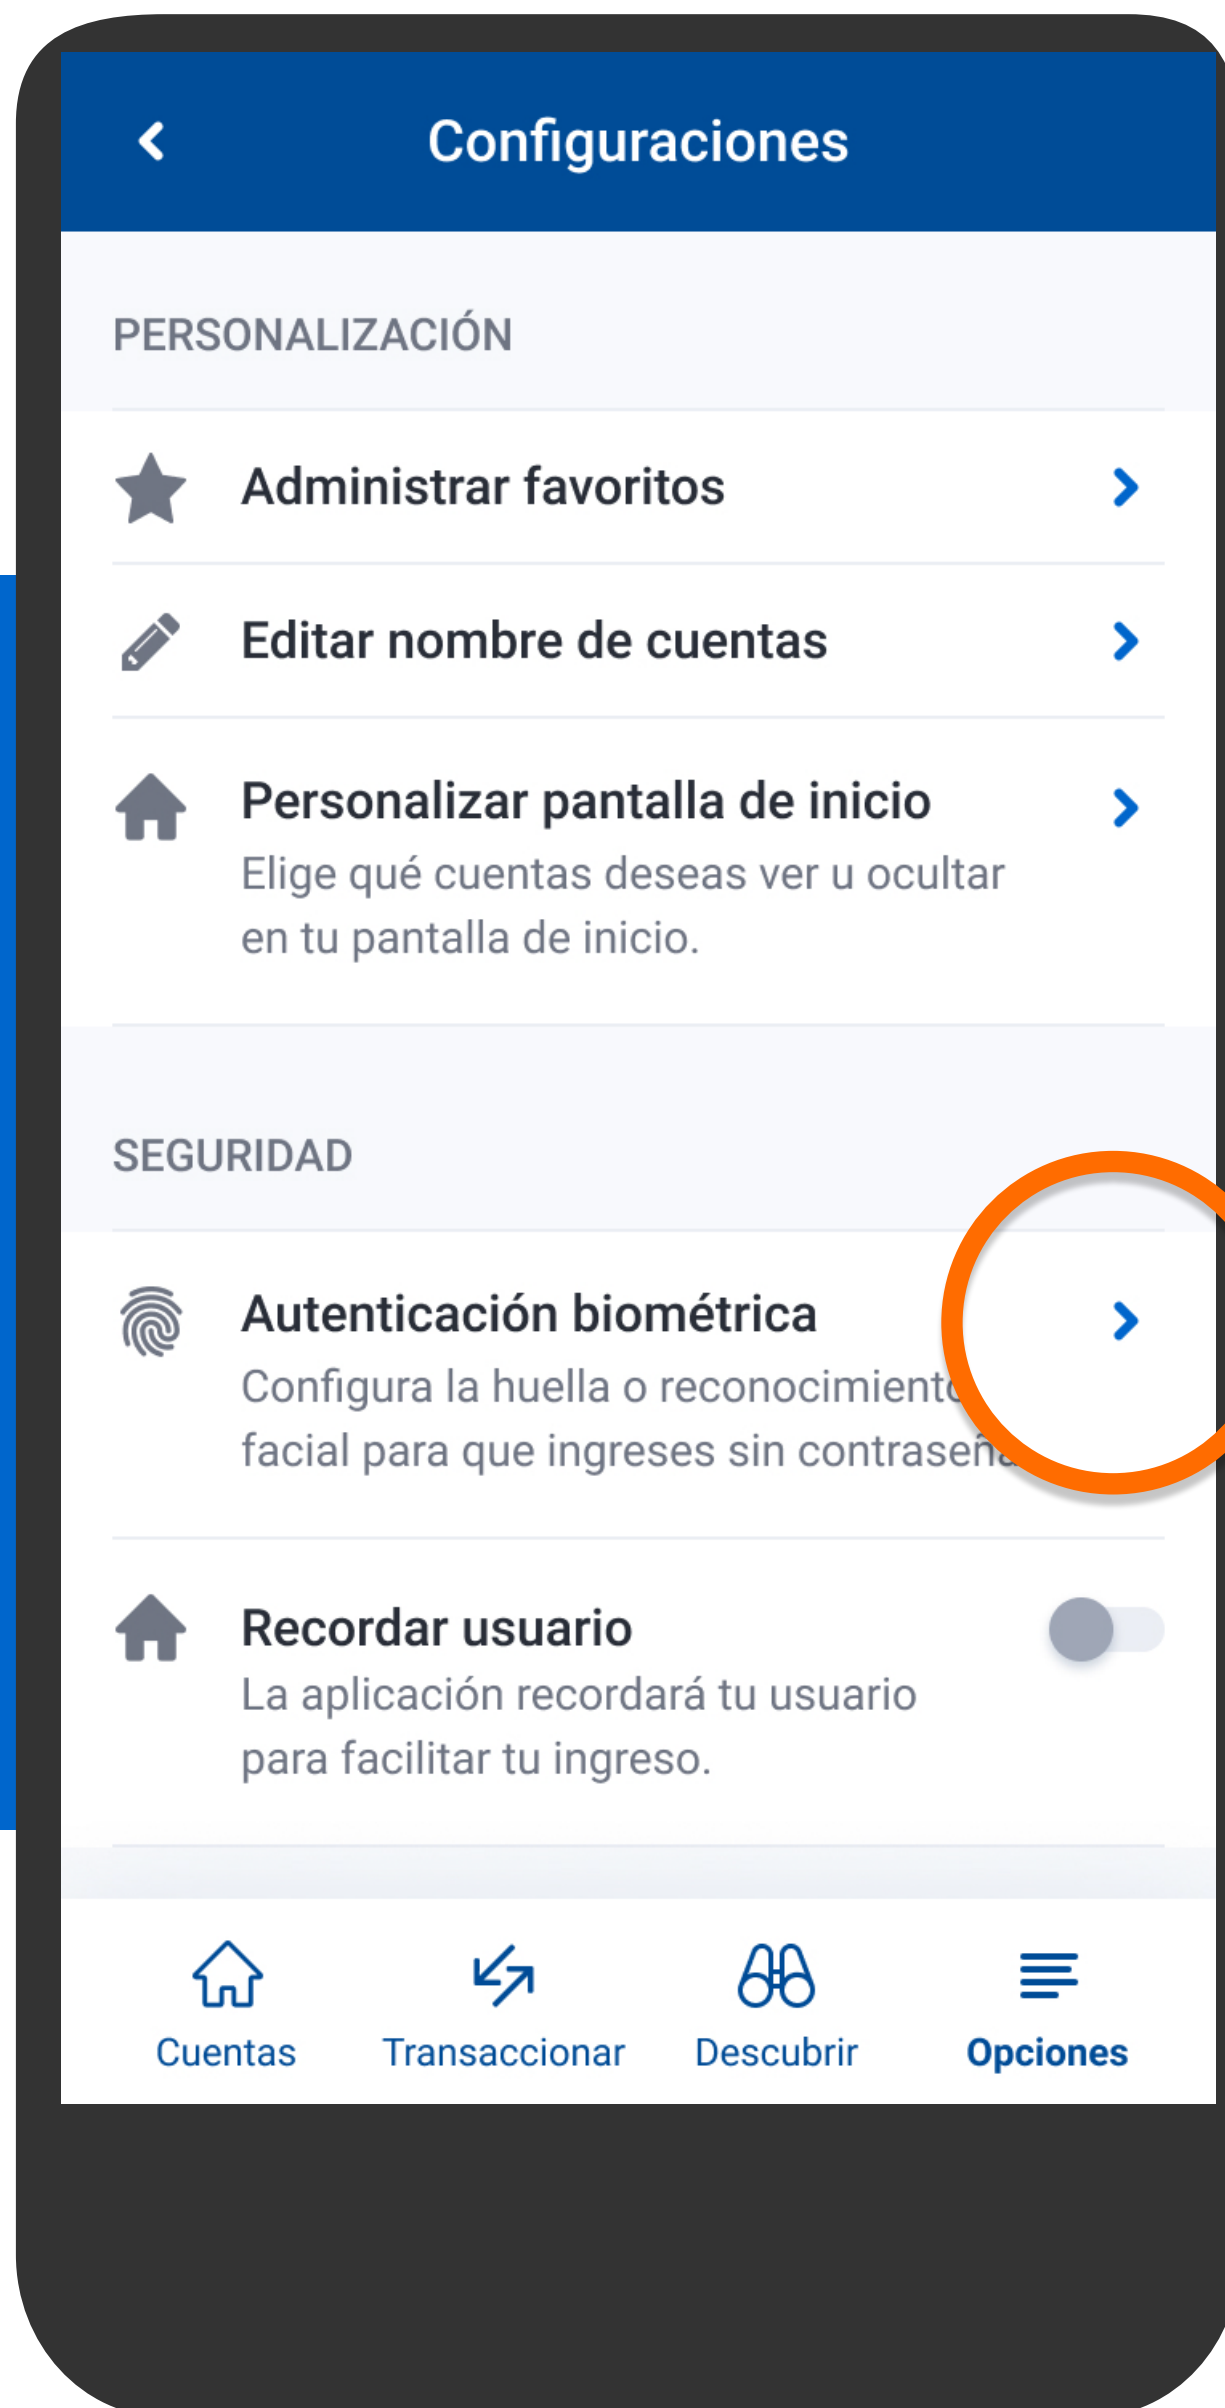 Configuraciones
PERSONALIZACIÓN
Administrar favoritos
Editar nombre de cuentas
Personalizar pantalla de inicio
Elige qué cuentas deseas ver u ocultar
en tu pantalla de inicio.
SEGURIDAD
Autenticación biométrica
Configura la huella o reconocimiento
facial para que ingreses sin contraseña
Recordar usuario
La aplicación recordará tu usuario
para facilitar tu ingreso.
Cuentas
Transaccionar
Descubrir
Opciones